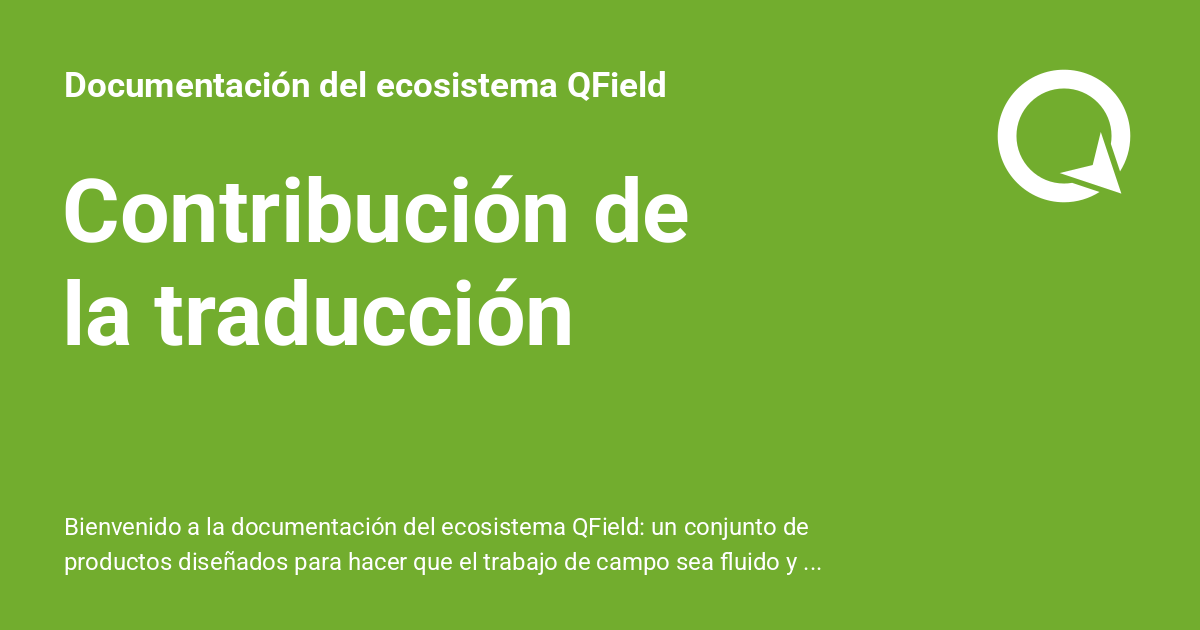 Documentación del ecosistema QField
Contribución de
la traducción
Bienvenido a la documentación del ecosistema QField: un conjunto de
productos diseñados para hacer que el trabajo de campo sea fluido y ...